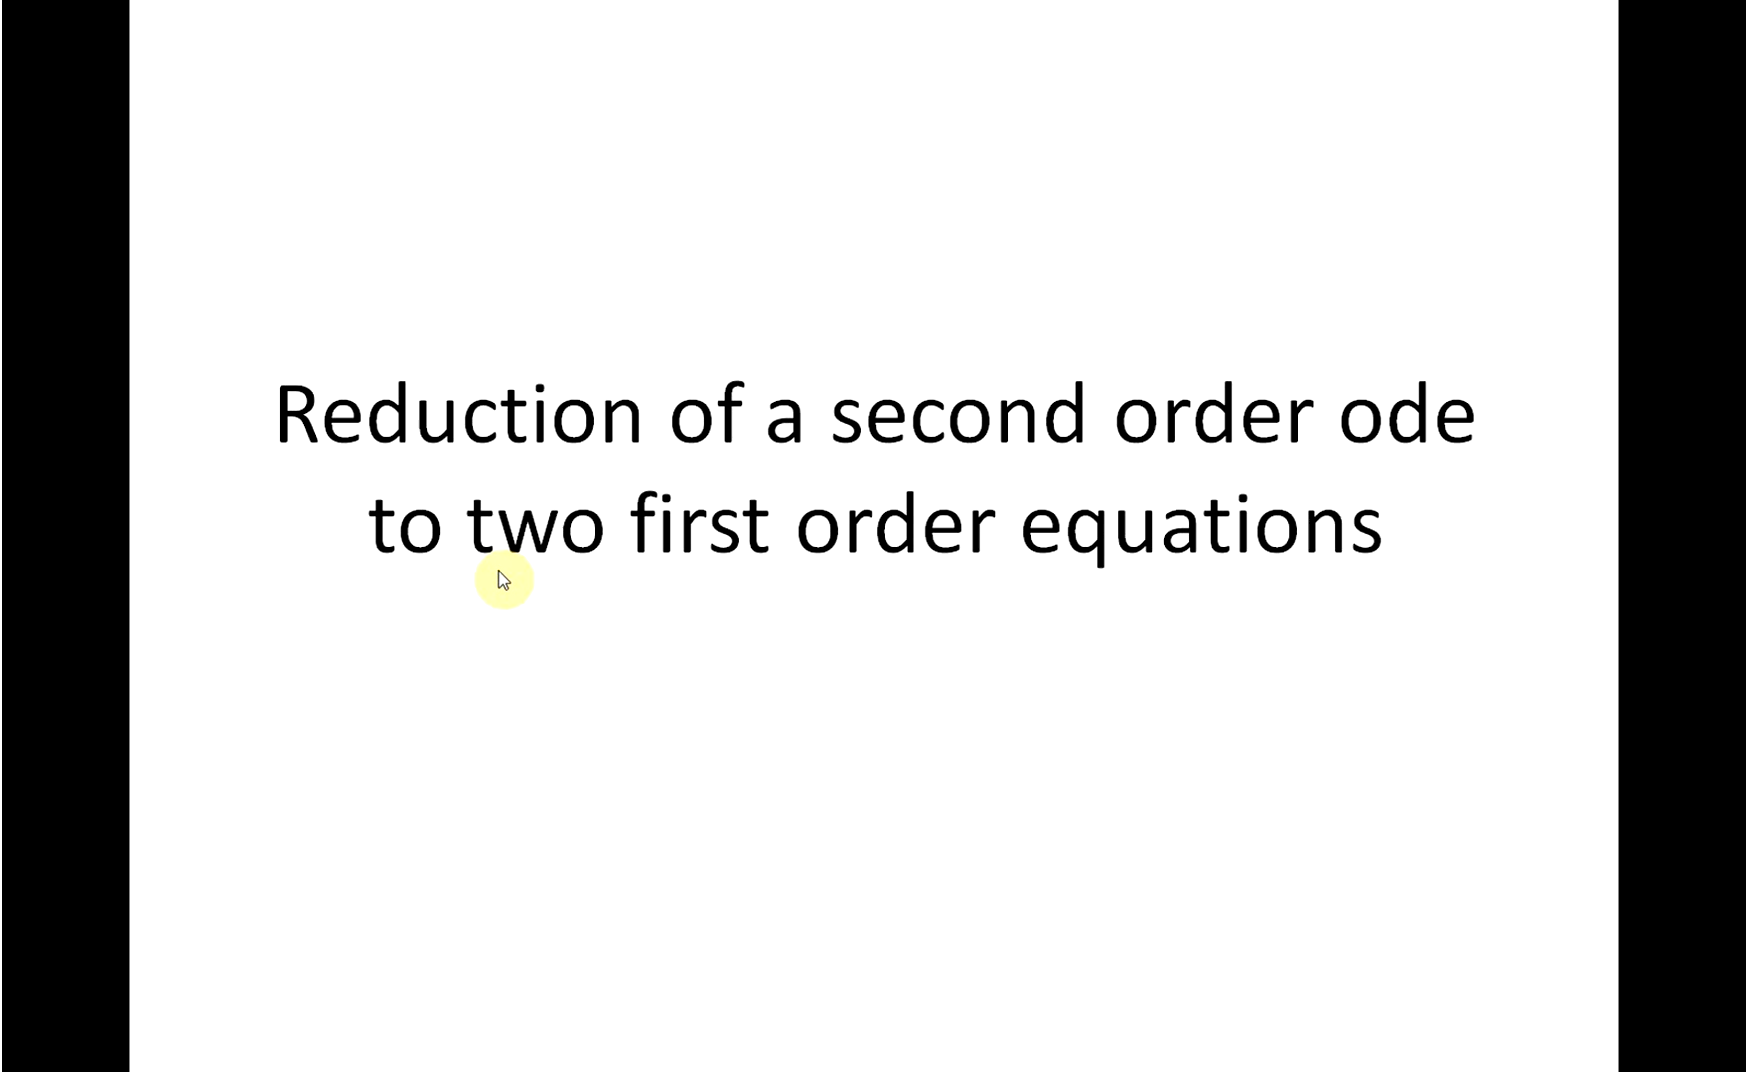 Reduction of a second order ode
to two first order equations